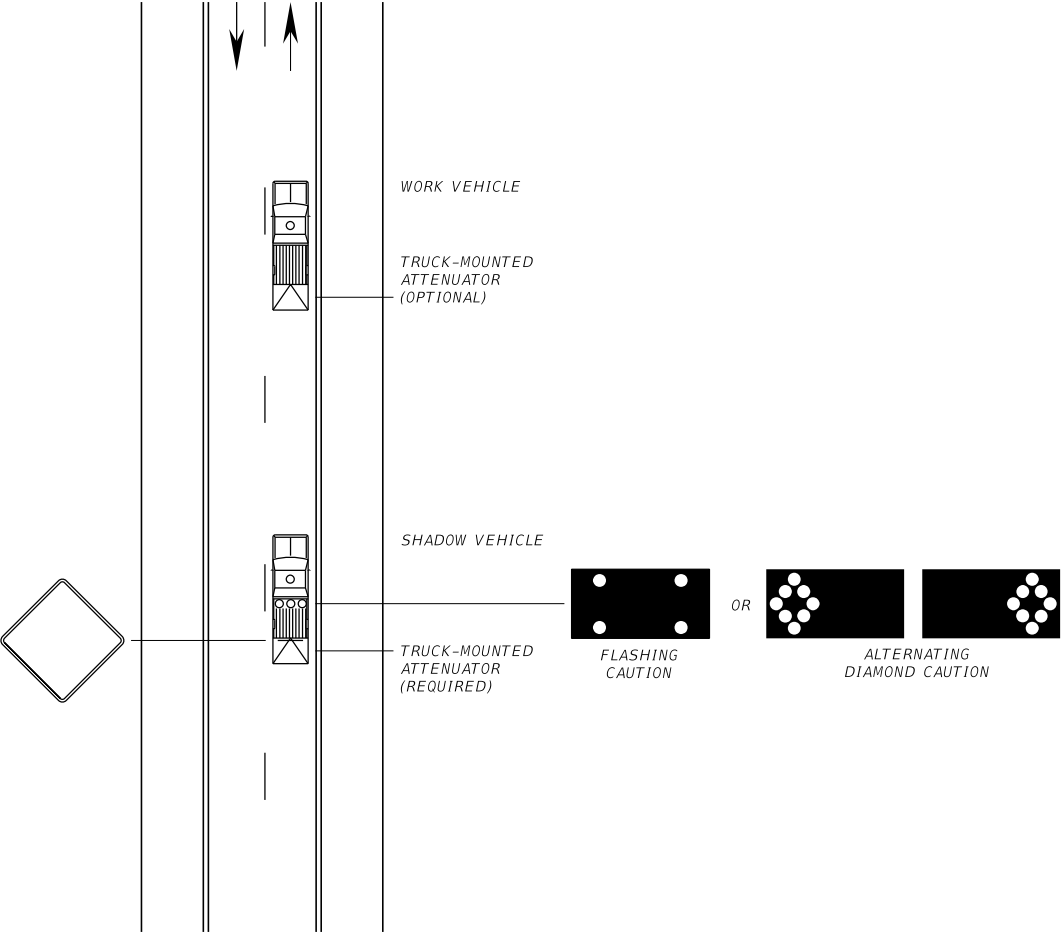 WORK VEHICLE
TRUCK-MOUNTED
ATTENUATOR
(OPTIONAL)
SHADOW VEHICLE
OR
TRUCK-MOUNTED
ATTENUATOR
(REQUIRED)
FLASHING
CAUTION
ALTERNATING
DIAMOND CAUTION